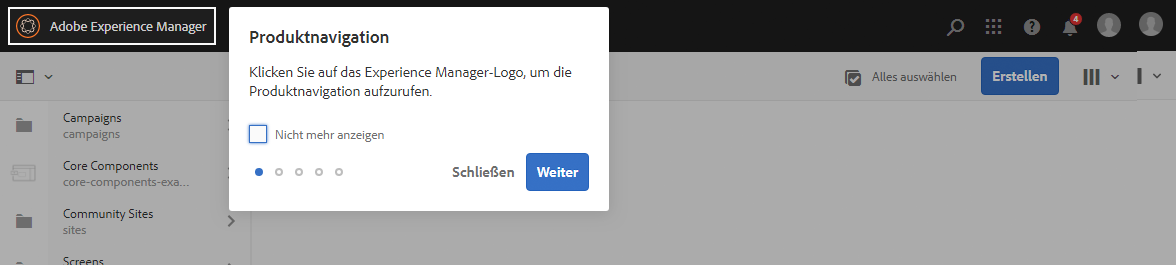 Adobe Experience Manager
4
Produktnavigation
Klicken Sie auf das Experience Manager-Logo, um die
Produktnavigation aufzurufen.
Nicht mehr anzeigen
Schließen
Weiter
Alles auswählen
Erstellen
Campaigns
campaigns
Core Components
core-components-exa...
Community Sites
sites
Screens